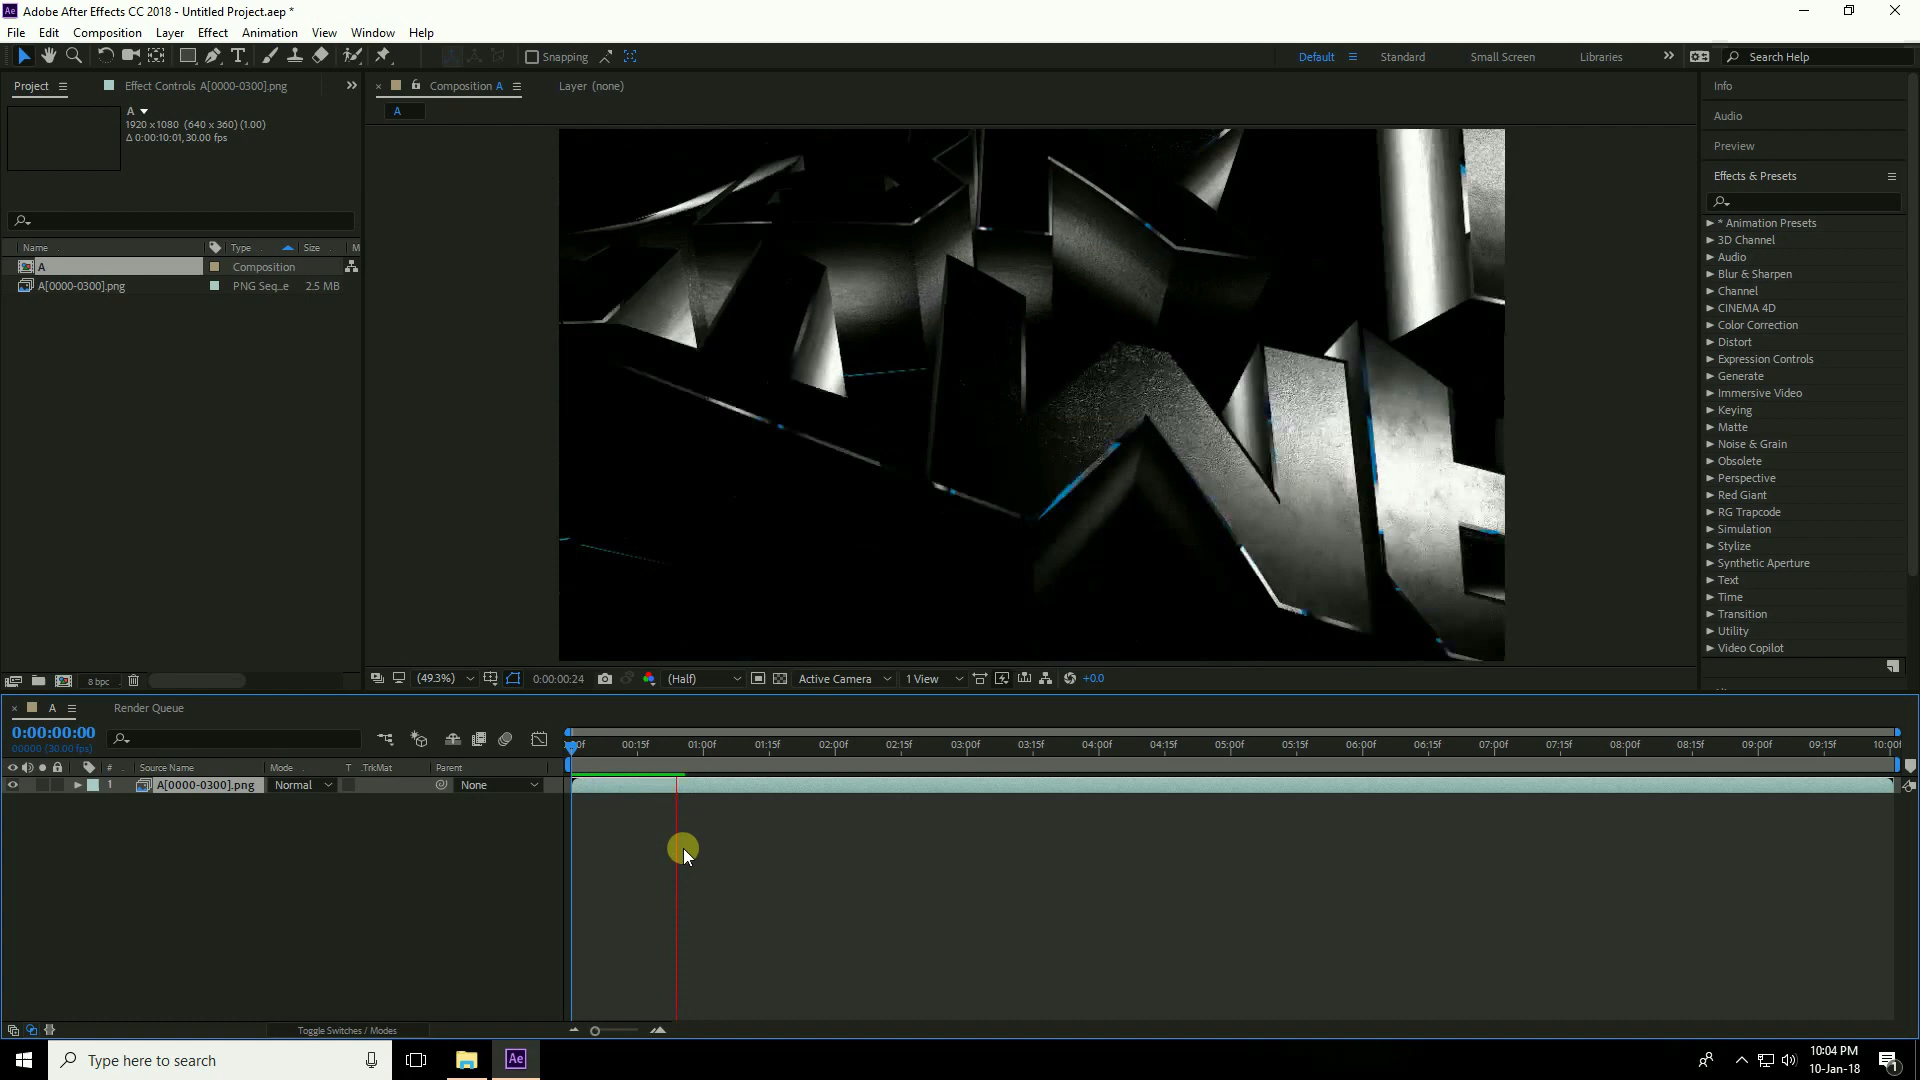 Ae Adobe After Effects CC 2018 - Untitled Project.aep *
File Edit Composition Layer Effect Animation View Window Help
Snapping Default Standard Small Screen Libraries Search Help
Project Effect Controls A[0000-0300].png
Composition A Layer (none)
A
A
1920 x1080 (640 x 360) (1.00)
Δ 0:00:10:01, 30.00 fps
Name Type Size M
A Composition
A[0000-0300].png PNG Seq...e 2.5 MB
8 bpc
(49.3%) 0:00:00:24 (Half) Active Camera 1 View +0.0
Info
Audio
Preview
Effects & Presets
* Animation Presets
3D Channel
Audio
Blur & Sharpen
Channel
CINEMA 4D
Color Correction
Distort
Expression Controls
Generate
Immersive Video
Keying
Matte
Noise & Grain
Obsolete
Perspective
Red Giant
RG Trapcode
Simulation
Stylize
Synthetic Aperture
Text
Time
Transition
Utility
Video Copilot
A Render Queue
0:00:00:00
00000 (30.00 fps)
00:15f 01:00f 01:15f 02:00f 02:15f 03:00f 03:15f 04:00f 04:15f 05:00f 05:15f 06:00f 06:15f 07:00f 07:15f 08:00f 08:15f 09:00f 09:15f 10:00f
# Source Name Mode T .TrkMat Parent
1 A[0000-0300].png Normal None
Toggle Switches / Modes
Type here to search Ae
10:04 PM
10-Jan-18
1